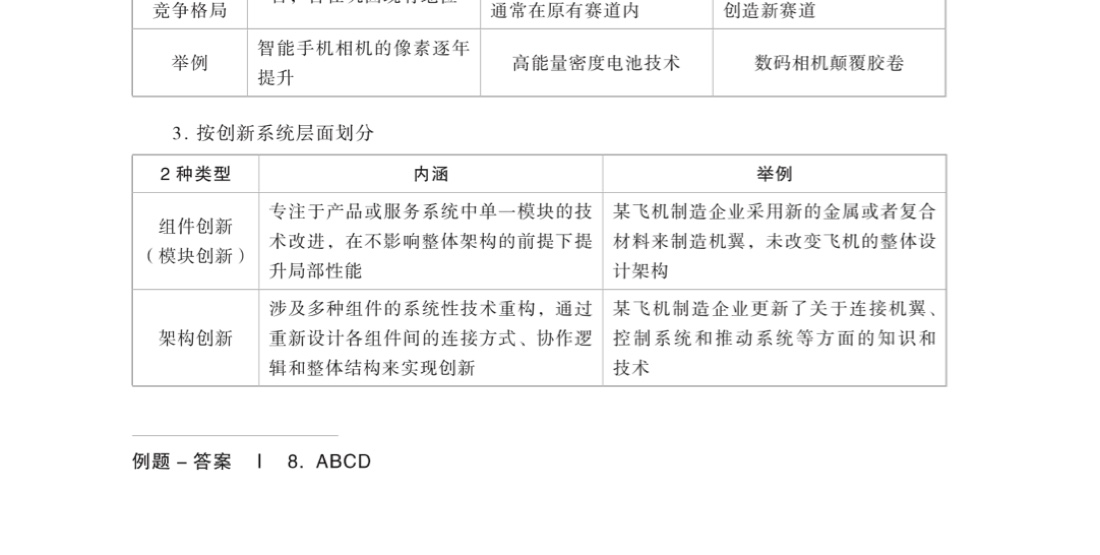 竞争格局
通常在原有赛道内
创造新赛道
举例
智能手机相机的像素逐年
提升
高能量密度电池技术
数码相机颠覆胶卷
3. 按创新系统层面划分
2 种类型
内涵
举例
组件创新
（模块创新）
专注于产品或服务系统中单一模块的技
术改进，在不影响整体架构的前提下提
升局部性能
某飞机制造企业采用新的金属或者复合
材料来制造机翼，未改变飞机的整体设
计架构
架构创新
涉及多种组件的系统性技术重构，通过
重新设计各组件间的连接方式、协作逻
辑和整体结构来实现创新
某飞机制造企业更新了关于连接机翼、
控制系统和推动系统等方面的知识和
技术
例题 – 答案 | 8. ABCD